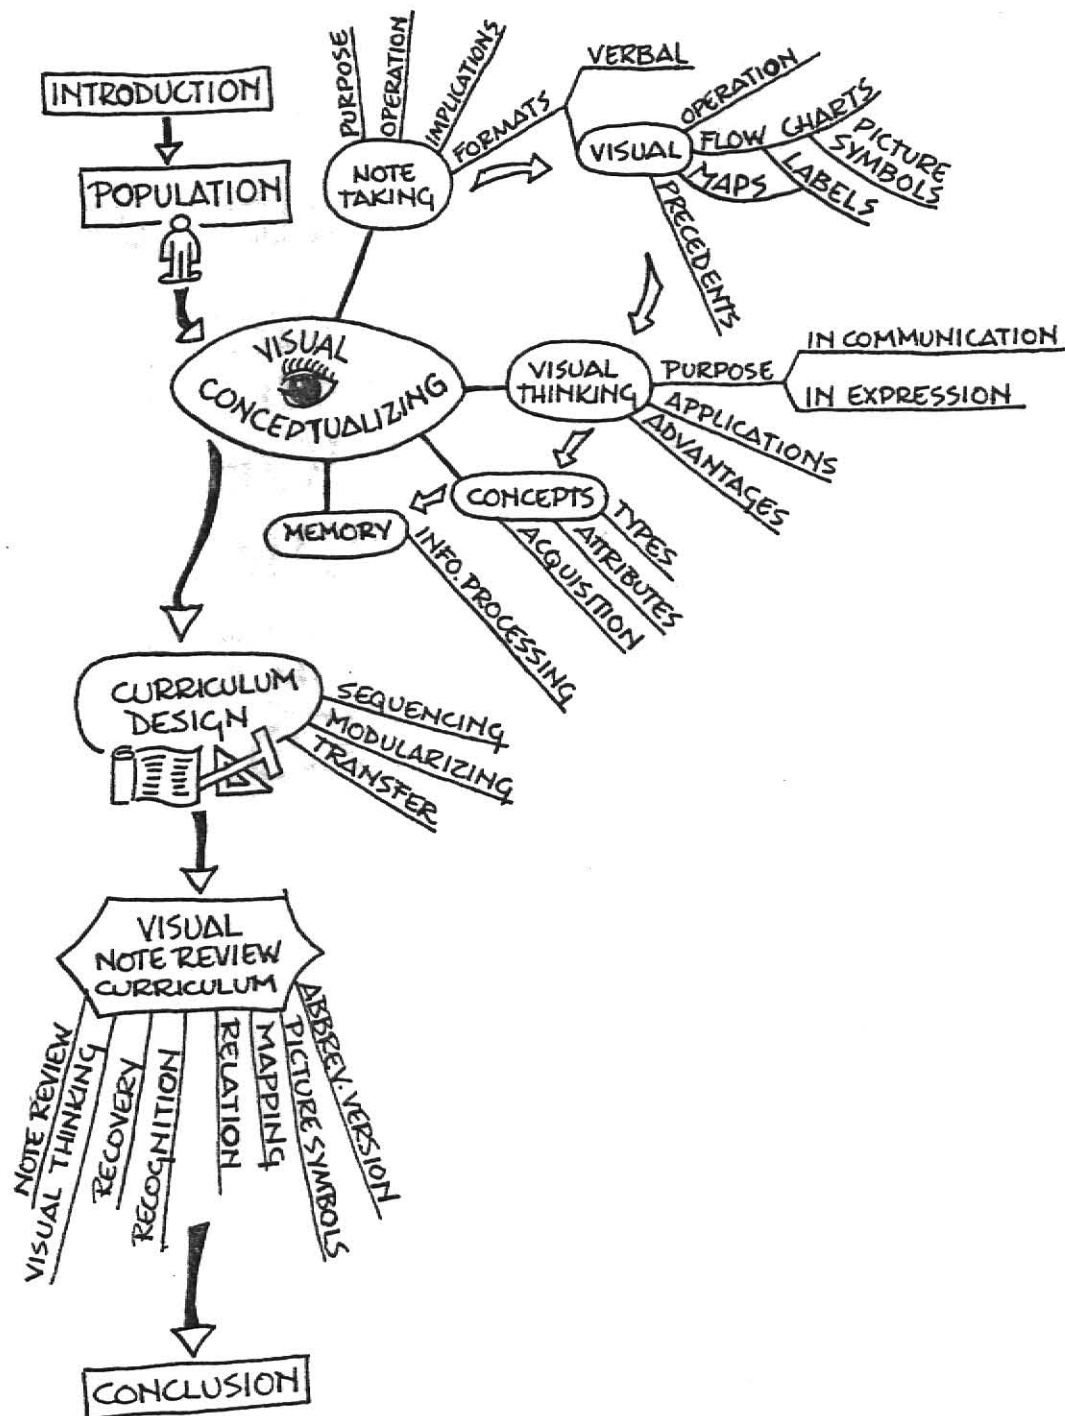 INTRODUCTION
POPULATION
PURPOSE
OPERATION
IMPLICATIONS
FORMATS
NOTE
TAKING
VERBAL
VISUAL
OPERATION
FLOW CHARTS
PICTURE
SYMBOLS
LABELS
MAPS
PRECEDENTS
VISUAL
CONCEPTUALIZING
VISUAL
THINKING
PURPOSE
IN COMMUNICATION
IN EXPRESSION
APPLICATIONS
ADVANTAGES
CONCEPTS
TYPES
ATTRIBUTES
ACQUISITION
MEMORY
INFO. PROCESSING
CURRICULUM
DESIGN
SEQUENCING
MODULARIZING
TRANSFER
VISUAL
NOTE REVIEW
CURRICULUM
NOTE REVIEW
VISUAL THINKING
RECOVERY
RECOGNITION
RELATION
MAPPING
PICTURE SYMBOLS
ABBREV. VERSION
CONCLUSION